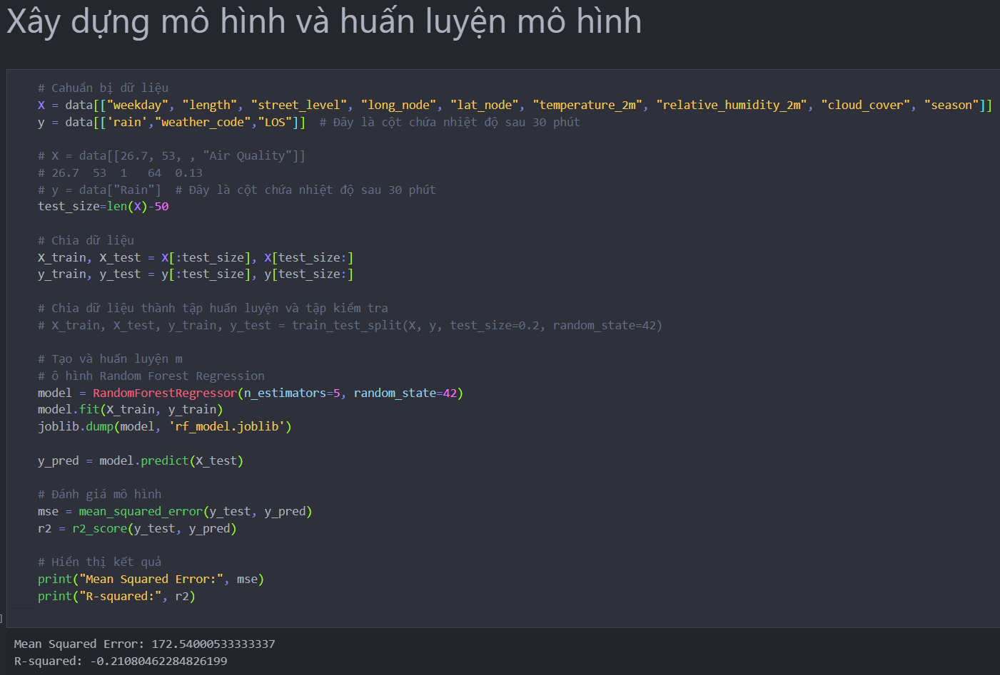 Xây dựng mô hình và huấn luyện mô hình
# Cahuẩn bị dữ liệu
X = data[["weekday", "length", "street_level", "long_node", "lat_node", "temperature_2m", "relative_humidity_2m", "cloud_cover", "season"]]
y = data[['rain',"weather_code","LOS"]]  # Đây là cột chứa nhiệt độ sau 30 phút
# X = data[[26.7, 53, , "Air Quality"]]
# 26.7  53  1   64  0.13
# y = data["Rain"]  # Đây là cột chứa nhiệt độ sau 30 phút
test_size=len(X)-50
# Chia dữ liệu
X_train, X_test = X[:test_size], X[test_size:]
y_train, y_test = y[:test_size], y[test_size:]
# Chia dữ liệu thành tập huấn luyện và tập kiểm tra
# X_train, X_test, y_train, y_test = train_test_split(X, y, test_size=0.2, random_state=42)
# Tạo và huấn luyện m
# ô hình Random Forest Regression
model = RandomForestRegressor(n_estimators=5, random_state=42)
model.fit(X_train, y_train)
joblib.dump(model, 'rf_model.joblib')
y_pred = model.predict(X_test)
# Đánh giá mô hình
mse = mean_squared_error(y_test, y_pred)
r2 = r2_score(y_test, y_pred)
# Hiển thị kết quả
print("Mean Squared Error:", mse)
print("R-squared:", r2)
]
Mean Squared Error: 172.54000533333337
R-squared: -0.21080462284826199